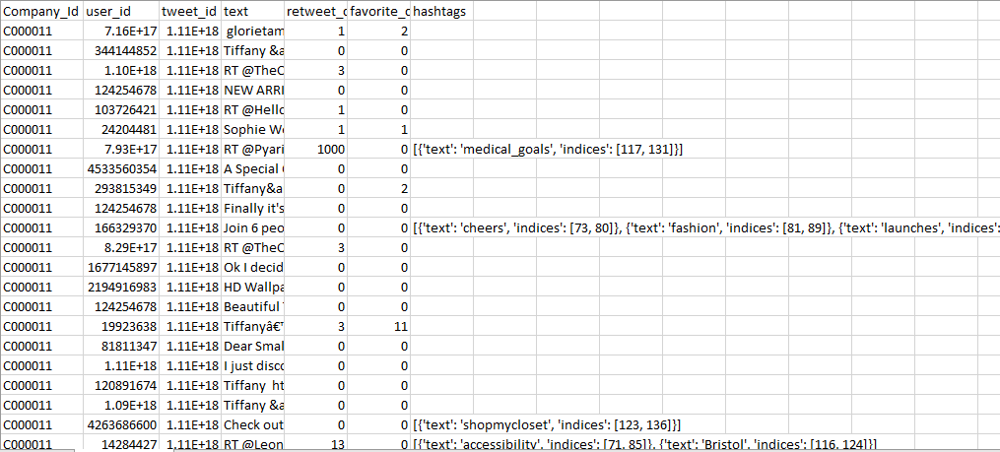 Company_Id user_id tweet_id text retweet_c favorite_c hashtags
C000011 7.16E+17 1.11E+18 glorietam 1 2
C000011 344144852 1.11E+18 Tiffany &a 0 0
C000011 1.10E+18 1.11E+18 RT @TheC 3 0
C000011 124254678 1.11E+18 NEW ARRI 0 0
C000011 103726421 1.11E+18 RT @Hello 1 0
C000011 24204481 1.11E+18 Sophie We 1 1
C000011 7.93E+17 1.11E+18 RT @Pyari 1000 0 [{'text': 'medical_goals', 'indices': [117, 131]}]
C000011 4533560354 1.11E+18 A Special 0 0
C000011 293815349 1.11E+18 Tiffany&a 0 2
C000011 124254678 1.11E+18 Finally it's 0 0
C000011 166329370 1.11E+18 Join 6 peo 0 0 [{'text': 'cheers', 'indices': [73, 80]}, {'text': 'fashion', 'indices': [81, 89]}, {'text': 'launches', 'indices':
C000011 8.29E+17 1.11E+18 RT @TheC 3 0
C000011 1677145897 1.11E+18 Ok I decid 0 0
C000011 2194916983 1.11E+18 HD Wallpa 0 0
C000011 124254678 1.11E+18 Beautiful 0 0
C000011 19923638 1.11E+18 Tiffanyâ€™ 3 11
C000011 81811347 1.11E+18 Dear Smal 0 0
C000011 1.11E+18 1.11E+18 I just disco 0 0
C000011 120891674 1.11E+18 Tiffany ht 0 0
C000011 1.09E+18 1.11E+18 Tiffany &a 0 0
C000011 4263686600 1.11E+18 Check out 0 0 [{'text': 'shopmycloset', 'indices': [123, 136]}]
C000011 14284427 1.11E+18 RT @Leon 13 0 [{'text': 'accessibility', 'indices': [71, 85]}, {'text': 'Bristol', 'indices': [116, 124]}]